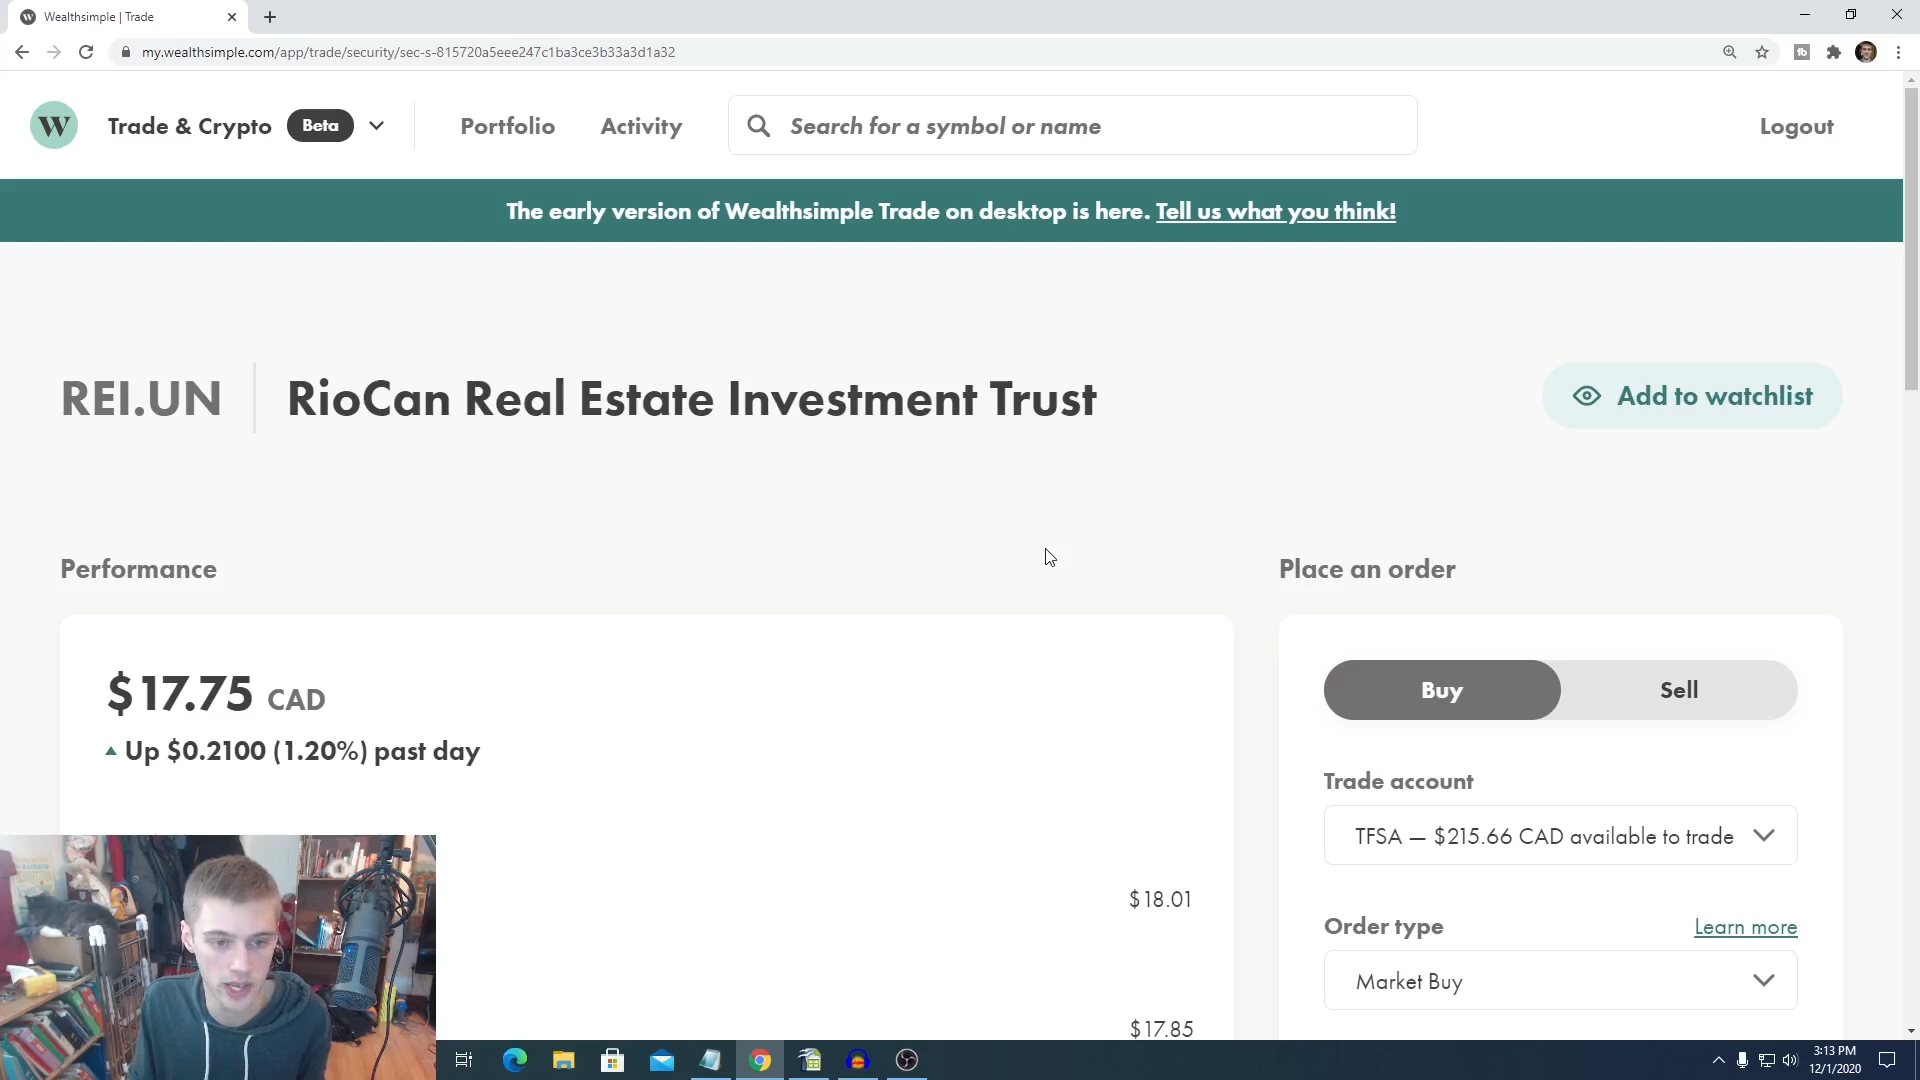 Wealthsimple | Trade
my.wealthsimple.com/app/trade/security/sec-s-815720a5eee247c1ba3ce3b33a3d1a32
W Trade & Crypto Beta Portfolio Activity Search for a symbol or name Logout
The early version of Wealthsimple Trade on desktop is here. Tell us what you think!
REI.UN RioCan Real Estate Investment Trust Add to watchlist
Performance Place an order
$17.75 CAD
Buy Sell
Up $0.2100 (1.20%) past day
Trade account
TFSA — $215.66 CAD available to trade
$18.01
Order type Learn more
Market Buy
$17.85
3:13 PM
12/1/2020